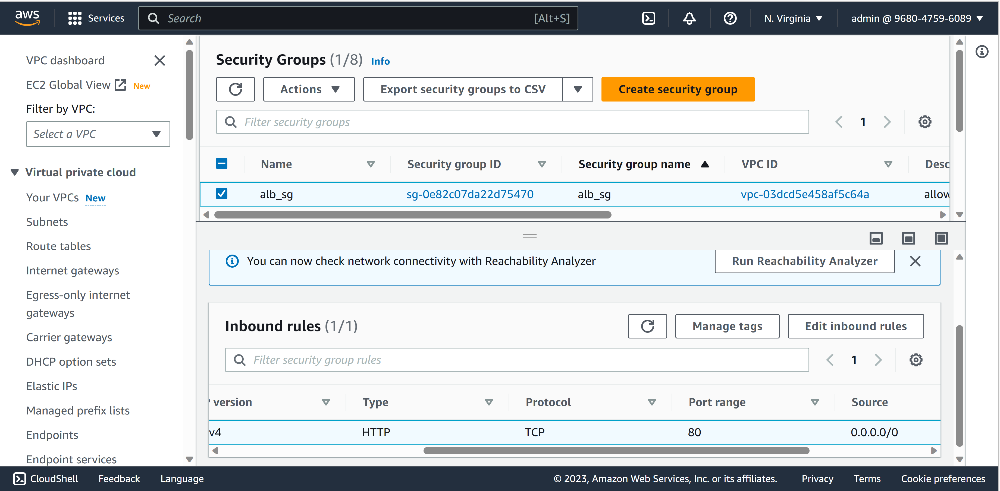 aws
Services
Search [Alt+S]
N. Virginia
admin @ 9680-4759-6089
VPC dashboard
EC2 Global View New
Filter by VPC:
Select a VPC
Virtual private cloud
Your VPCs New
Subnets
Route tables
Internet gateways
Egress-only internet
gateways
Carrier gateways
DHCP option sets
Elastic IPs
Managed prefix lists
Endpoints
Endpoint services
Security Groups (1/8) Info
Actions
Export security groups to CSV
Create security group
Filter security groups
1
Name Security group ID Security group name VPC ID Desc
alb_sg sg-0e82c07da22d75470 alb_sg vpc-03dcd5e458af5c64a allow
You can now check network connectivity with Reachability Analyzer
Run Reachability Analyzer
Inbound rules (1/1)
Manage tags
Edit inbound rules
Filter security group rules
1
version Type Protocol Port range Source
v4 HTTP TCP 80 0.0.0.0/0
CloudShell Feedback Language
© 2023, Amazon Web Services, Inc. or its affiliates. Privacy Terms Cookie preferences